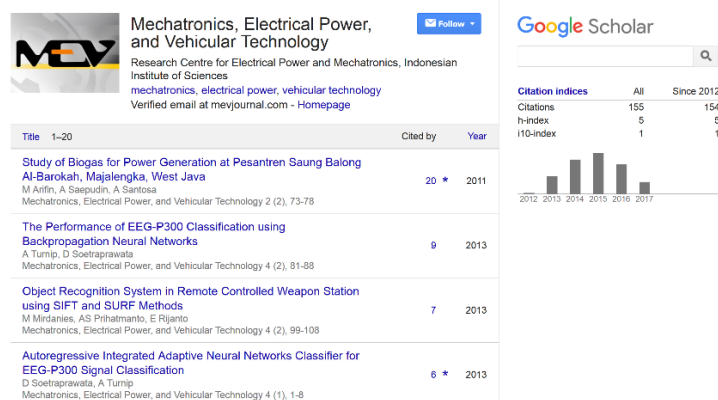 MEV
Mechatronics, Electrical Power,
and Vehicular Technology
Follow
Research Centre for Electrical Power and Mechatronics, Indonesian
Institute of Sciences
mechatronics, electrical power, vehicular technology
Verified email at mevjournal.com - Homepage
Title 1–20 Cited by Year
Study of Biogas for Power Generation at Pesantren Saung Balong
Al-Barokah, Majalengka, West Java
M Arifin, A Saepudin, A Santosa
Mechatronics, Electrical Power, and Vehicular Technology 2 (2), 73-78
20 * 2011
The Performance of EEG-P300 Classification using
Backpropagation Neural Networks
A Turnip, D Soetraprawata
Mechatronics, Electrical Power, and Vehicular Technology 4 (2), 81-88
9 2013
Object Recognition System in Remote Controlled Weapon Station
using SIFT and SURF Methods
M Mirdanies, AS Prihatmanto, E Rijanto
Mechatronics, Electrical Power, and Vehicular Technology 4 (2), 99-108
7 2013
Autoregressive Integrated Adaptive Neural Networks Classifier for
EEG-P300 Signal Classification
D Soetraprawata, A Turnip
Mechatronics, Electrical Power, and Vehicular Technology 4 (1), 1-8
6 * 2013
Google Scholar
Citation indices All Since 2012
Citations 155 154
h-index 5 5
i10-index 1 1
2012 2013 2014 2015 2016 2017